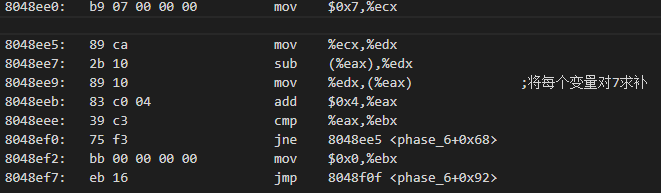 8048ee0: b9 07 00 00 00 mov $0x7,%ecx
8048ee5: 89 ca mov %ecx,%edx
8048ee7: 2b 10 sub (%eax),%edx
8048ee9: 89 10 mov %edx,(%eax) ;将每个变量对7求补
8048eeb: 83 c0 04 add $0x4,%eax
8048eee: 39 c3 cmp %eax,%ebx
8048ef0: 75 f3 jne 8048ee5 <phase_6+0x68>
8048ef2: bb 00 00 00 00 mov $0x0,%ebx
8048ef7: eb 16 jmp 8048f0f <phase_6+0x92>